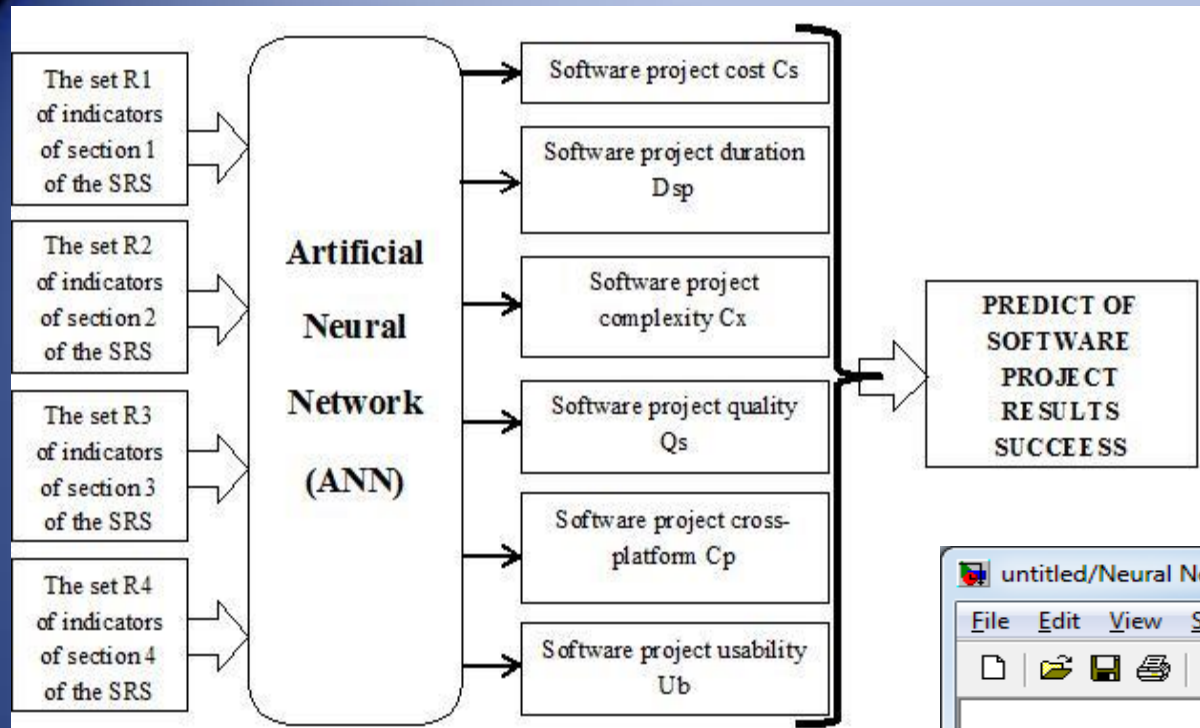 The set R1
of indicators
of section 1
of the SRS
The set R2
of indicators
of section 2
of the SRS
The set R3
of indicators
of section 3
of the SRS
The set R4
of indicators
of section 4
of the SRS
Artificial
Neural
Network
(ANN)
Software project cost Cs
Software project duration
Dsp
Software project
complexity Cx
Software project quality
Qs
Software project cross-
platform Cp
Software project usability
Ub
PREDICT OF
SOFTWARE
PROJECT
RESULTS
SUCCEESS
untitled/Neural N
File Edit View